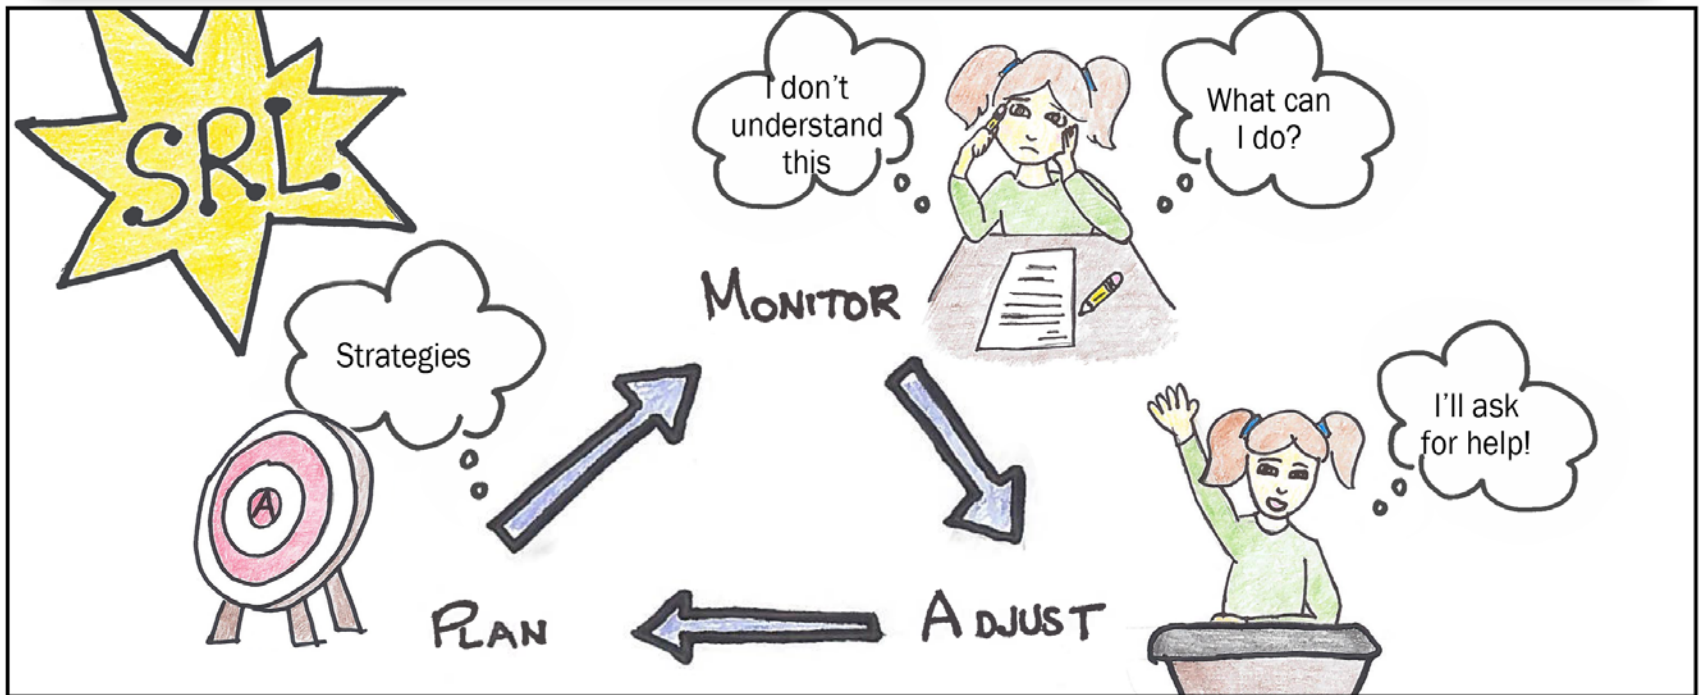 SRL
I don't
understand
this
What can
I do?
MONITOR
Strategies
I'll ask
for help!
A
PLAN
ADJUST